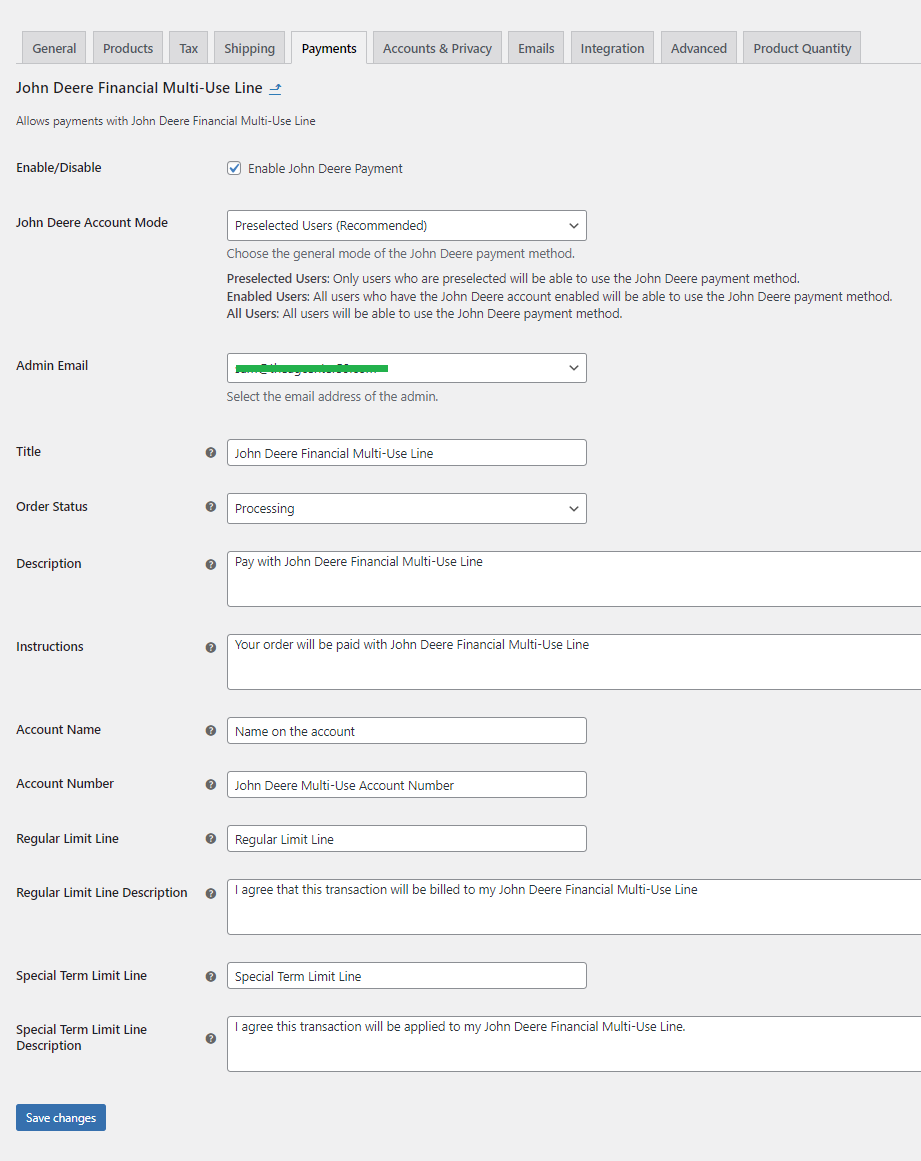 General Products Tax Shipping Payments Accounts & Privacy Emails Integration Advanced Product Quantity
John Deere Financial Multi-Use Line
Allows payments with John Deere Financial Multi-Use Line
Enable/Disable
Enable John Deere Payment
John Deere Account Mode
Preselected Users (Recommended)
Choose the general mode of the John Deere payment method.
Preselected Users: Only users who are preselected will be able to use the John Deere payment method.
Enabled Users: All users who have the John Deere account enabled will be able to use the John Deere payment method.
All Users: All users will be able to use the John Deere payment method.
Admin Email
Select the email address of the admin.
Title
John Deere Financial Multi-Use Line
Order Status
Processing
Description
Pay with John Deere Financial Multi-Use Line
Instructions
Your order will be paid with John Deere Financial Multi-Use Line
Account Name
Name on the account
Account Number
John Deere Multi-Use Account Number
Regular Limit Line
Regular Limit Line
Regular Limit Line Description
I agree that this transaction will be billed to my John Deere Financial Multi-Use Line
Special Term Limit Line
Special Term Limit Line
Special Term Limit Line
Description
I agree this transaction will be applied to my John Deere Financial Multi-Use Line.
Save changes